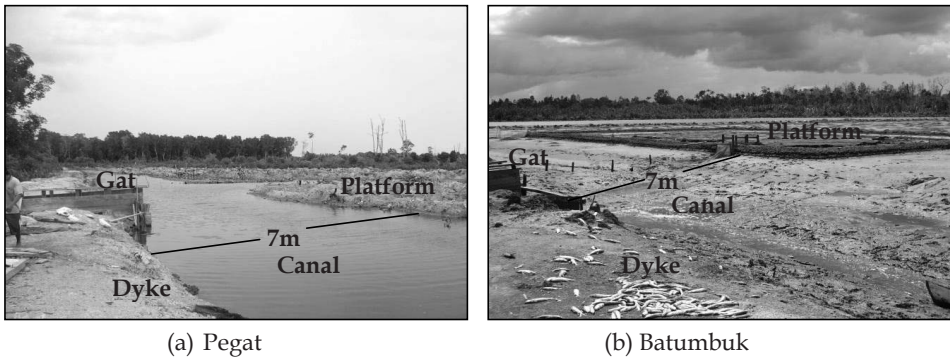 Gat
Platform
7m
Canal
Dyke
Platform
Gat
7m
Canal
Dyke
(a) Pegat
(b) Batumbuk